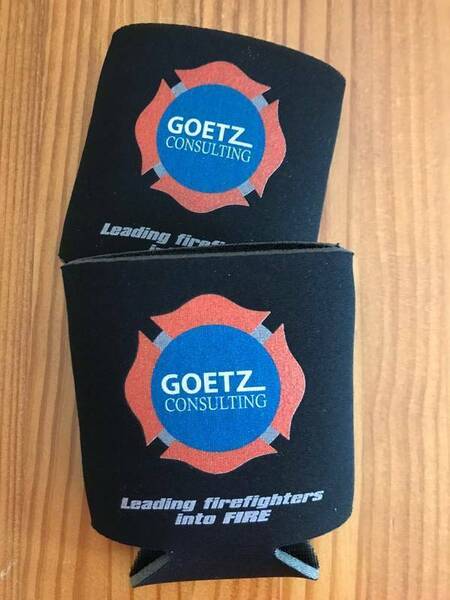 GOETZ
CONSULTING
Leading
GOETZ
CONSULTING
Leading firefighters
into FIRE